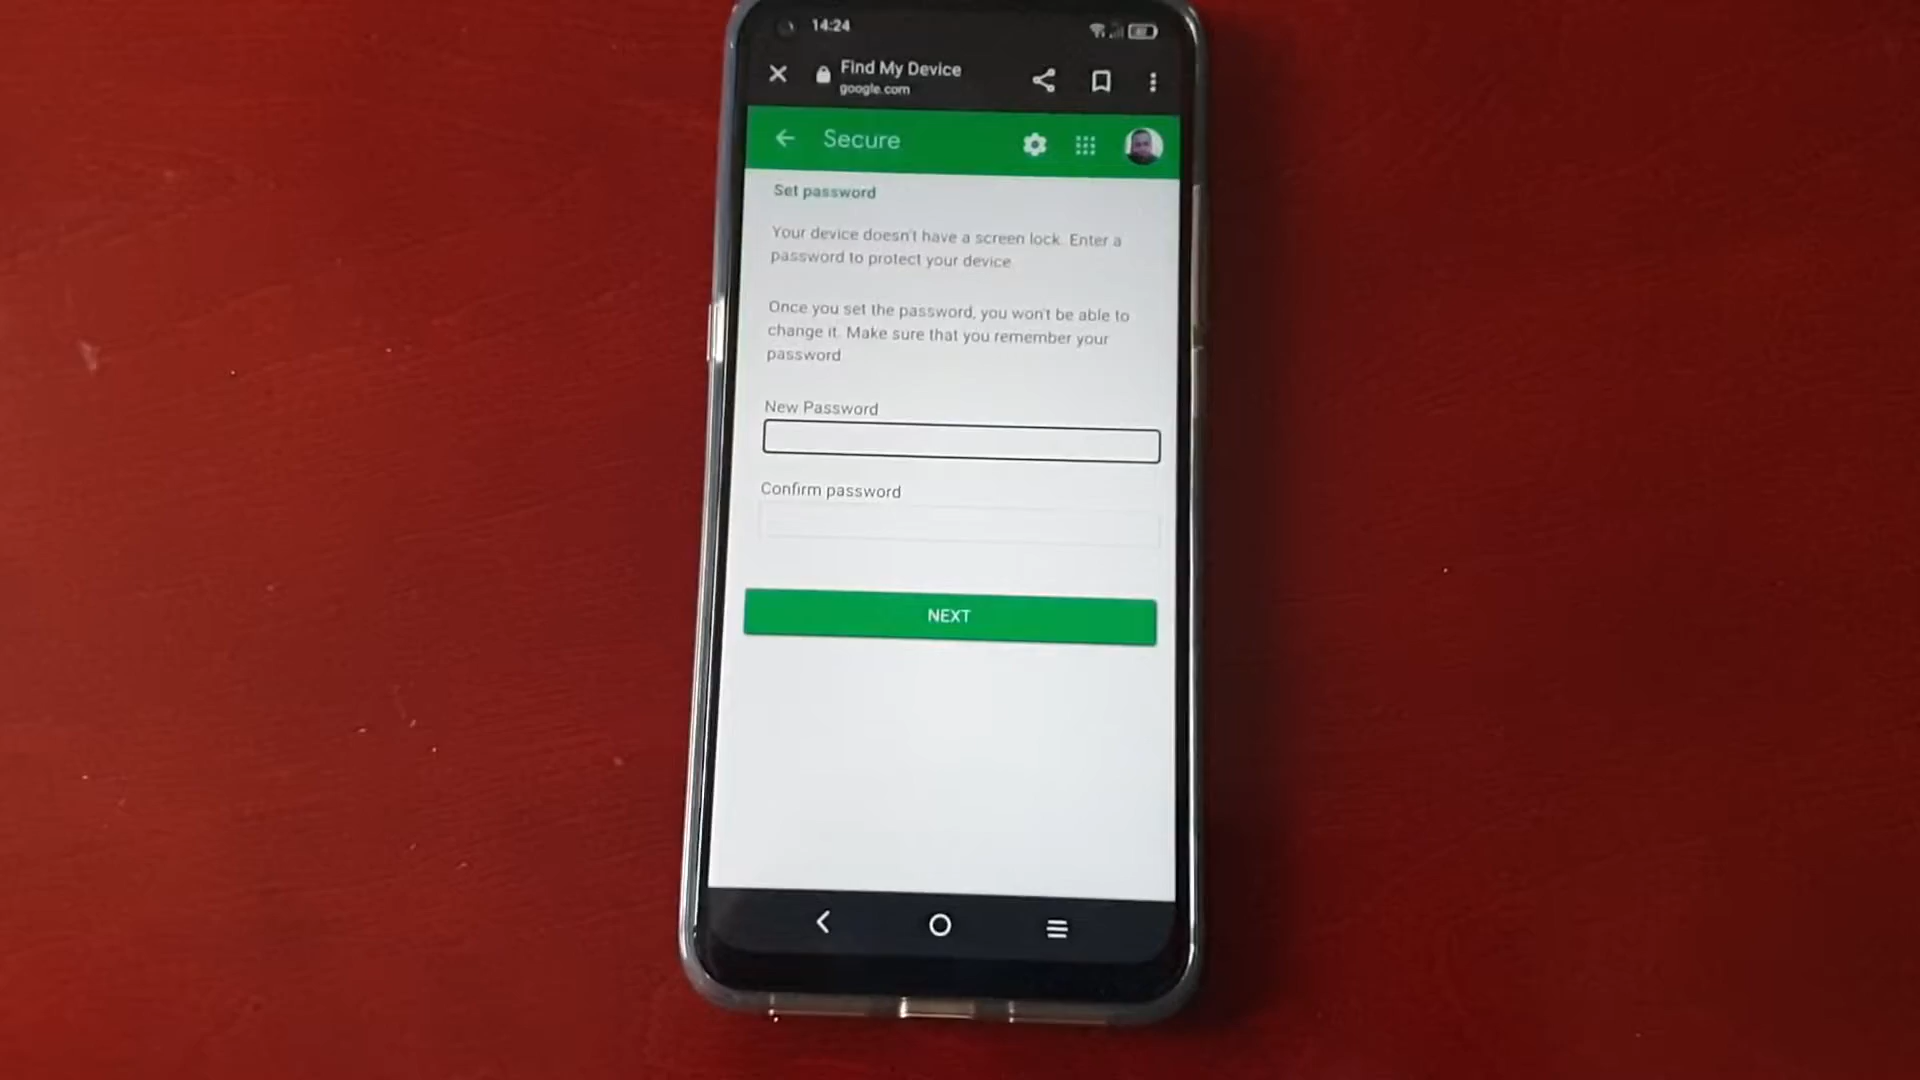 14:24
Find My Device
google.com
Secure
Set password
Your device doesn't have a screen lock. Enter a
password to protect your device
Once you set the password, you won't be able to
change it. Make sure that you remember your
password
New Password
Confirm password
NEXT